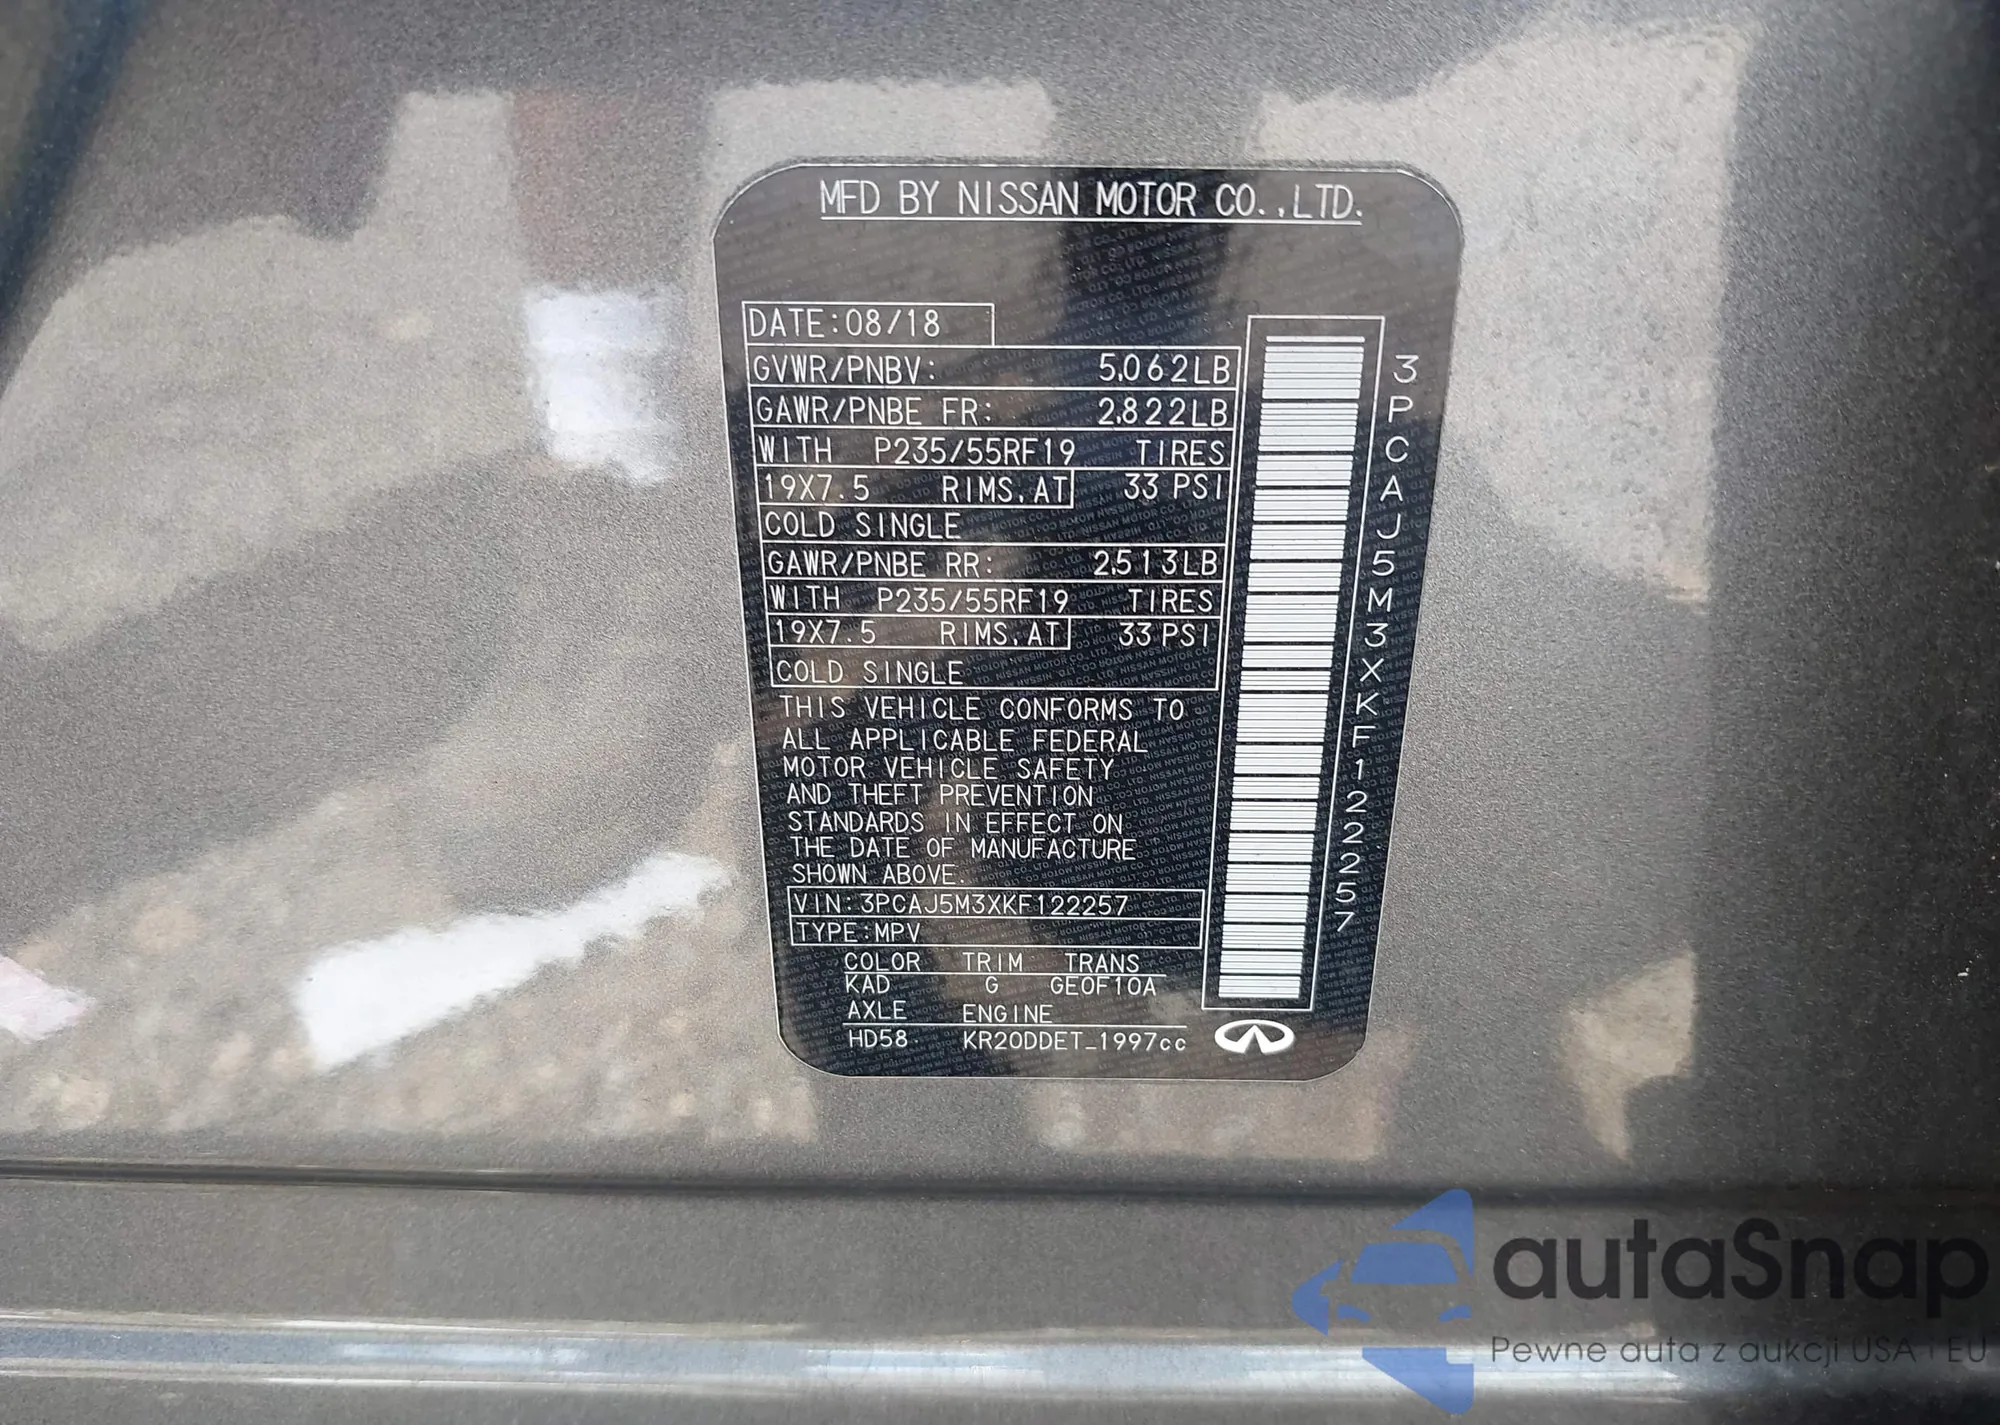 MFD BY NISSAN MOTOR CO.,LTD.
DATE:08/18
GVWR/PNBV: 5,062LB
GAWR/PNBE FR: 2,822LB
WITH P235/55RF19 TIRES
19X7.5 RIMS,AT 33 PSI
COLD SINGLE
GAWR/PNBE RR: 2,513LB
WITH P235/55RF19 TIRES
19X7.5 RIMS,AT 33 PSI
COLD SINGLE
THIS VEHICLE CONFORMS TO
ALL APPLICABLE FEDERAL
MOTOR VEHICLE SAFETY
AND THEFT PREVENTION
STANDARDS IN EFFECT ON
THE DATE OF MANUFACTURE
SHOWN ABOVE.
VIN:3PCAJ5M3XKF122257
TYPE:MPV
COLOR TRIM TRANS
KAD G GE0F10A
AXLE ENGINE
HD58 KR20DDET_1997cc
3PCAJ5M3XKF122257
autaSnap
Pewne auta z aukcji USA i EU